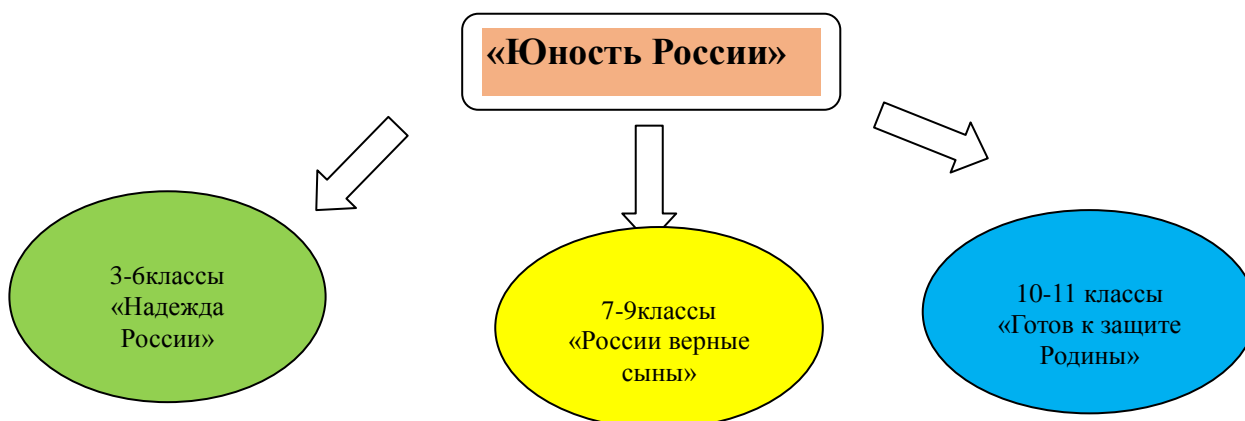 «Юность России»
3-6классы
«Надежда
России»
7-9классы
«России верные
сыны»
10-11 классы
«Готов к защите
Родины»